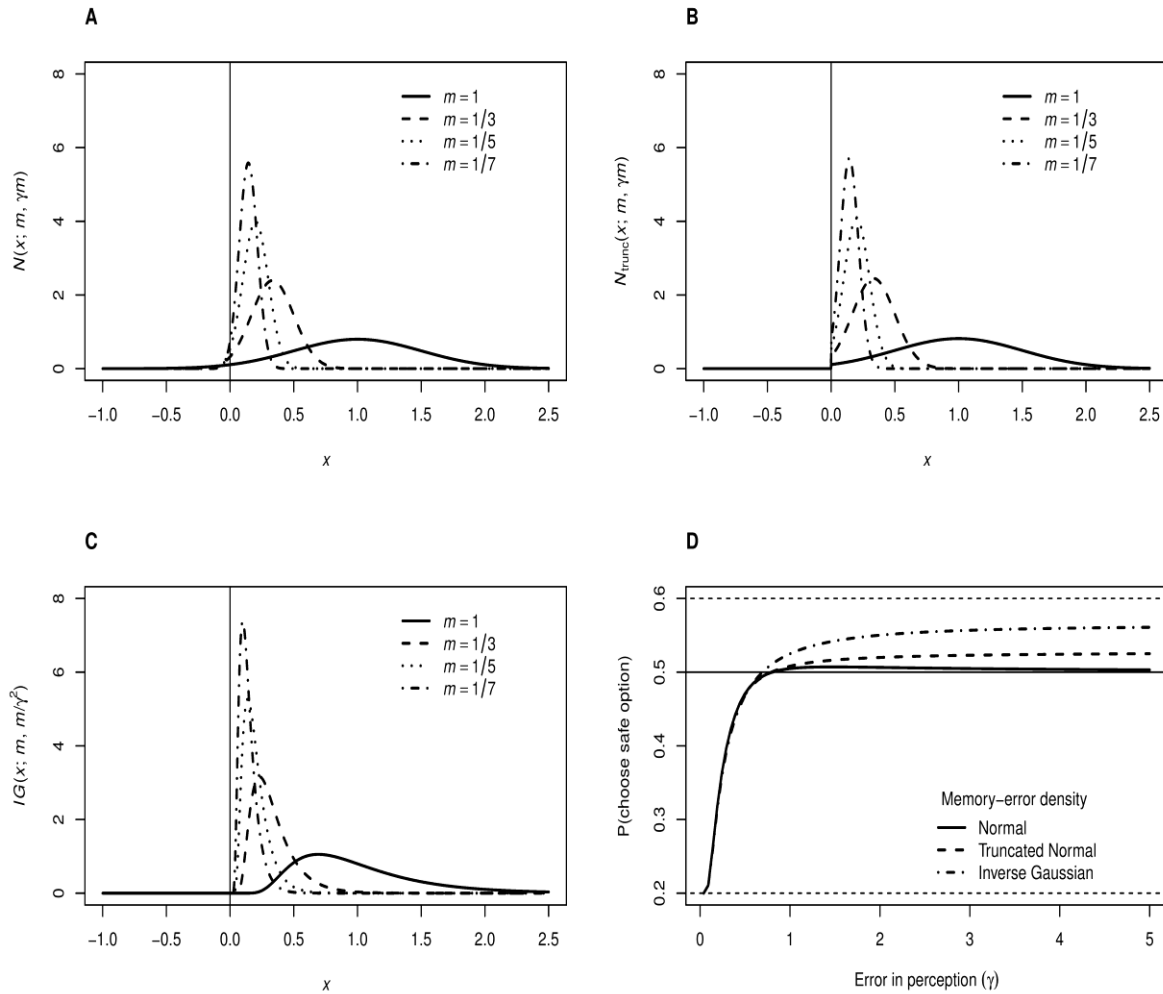 A
N(x; m, γm)
8
6
4
2
0
m = 1
m = 1/3
m = 1/5
m = 1/7
−1.0 −0.5 0.0 0.5 1.0 1.5 2.0 2.5
x
B
Ntrunc(x; m, γm)
8
6
4
2
0
m = 1
m = 1/3
m = 1/5
m = 1/7
−1.0 −0.5 0.0 0.5 1.0 1.5 2.0 2.5
x
C
IG(x; m, m/γ²)
8
6
4
2
0
m = 1
m = 1/3
m = 1/5
m = 1/7
−1.0 −0.5 0.0 0.5 1.0 1.5 2.0 2.5
x
D
P(choose safe option)
0.6
0.5
0.4
0.3
0.2
Memory−error density
Normal
Truncated Normal
Inverse Gaussian
0 1 2 3 4 5
Error in perception (γ)